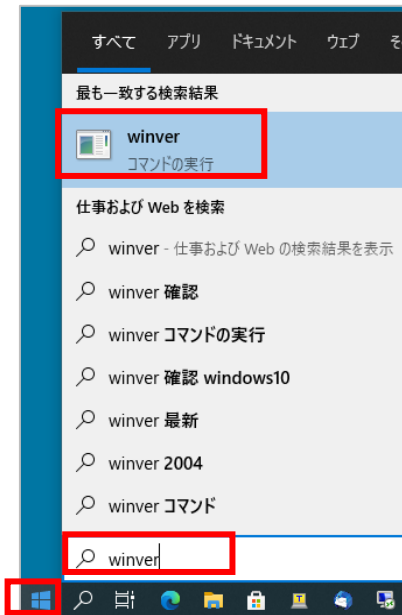 すべて アプリ ドキュメント ウェブ そ
最も一致する検索結果
winver
コマンドの実行
仕事および Web を検索
winver - 仕事および Web の検索結果を表示
winver 確認
winver コマンドの実行
winver 確認 windows10
winver 最新
winver 2004
winver コマンド
winver